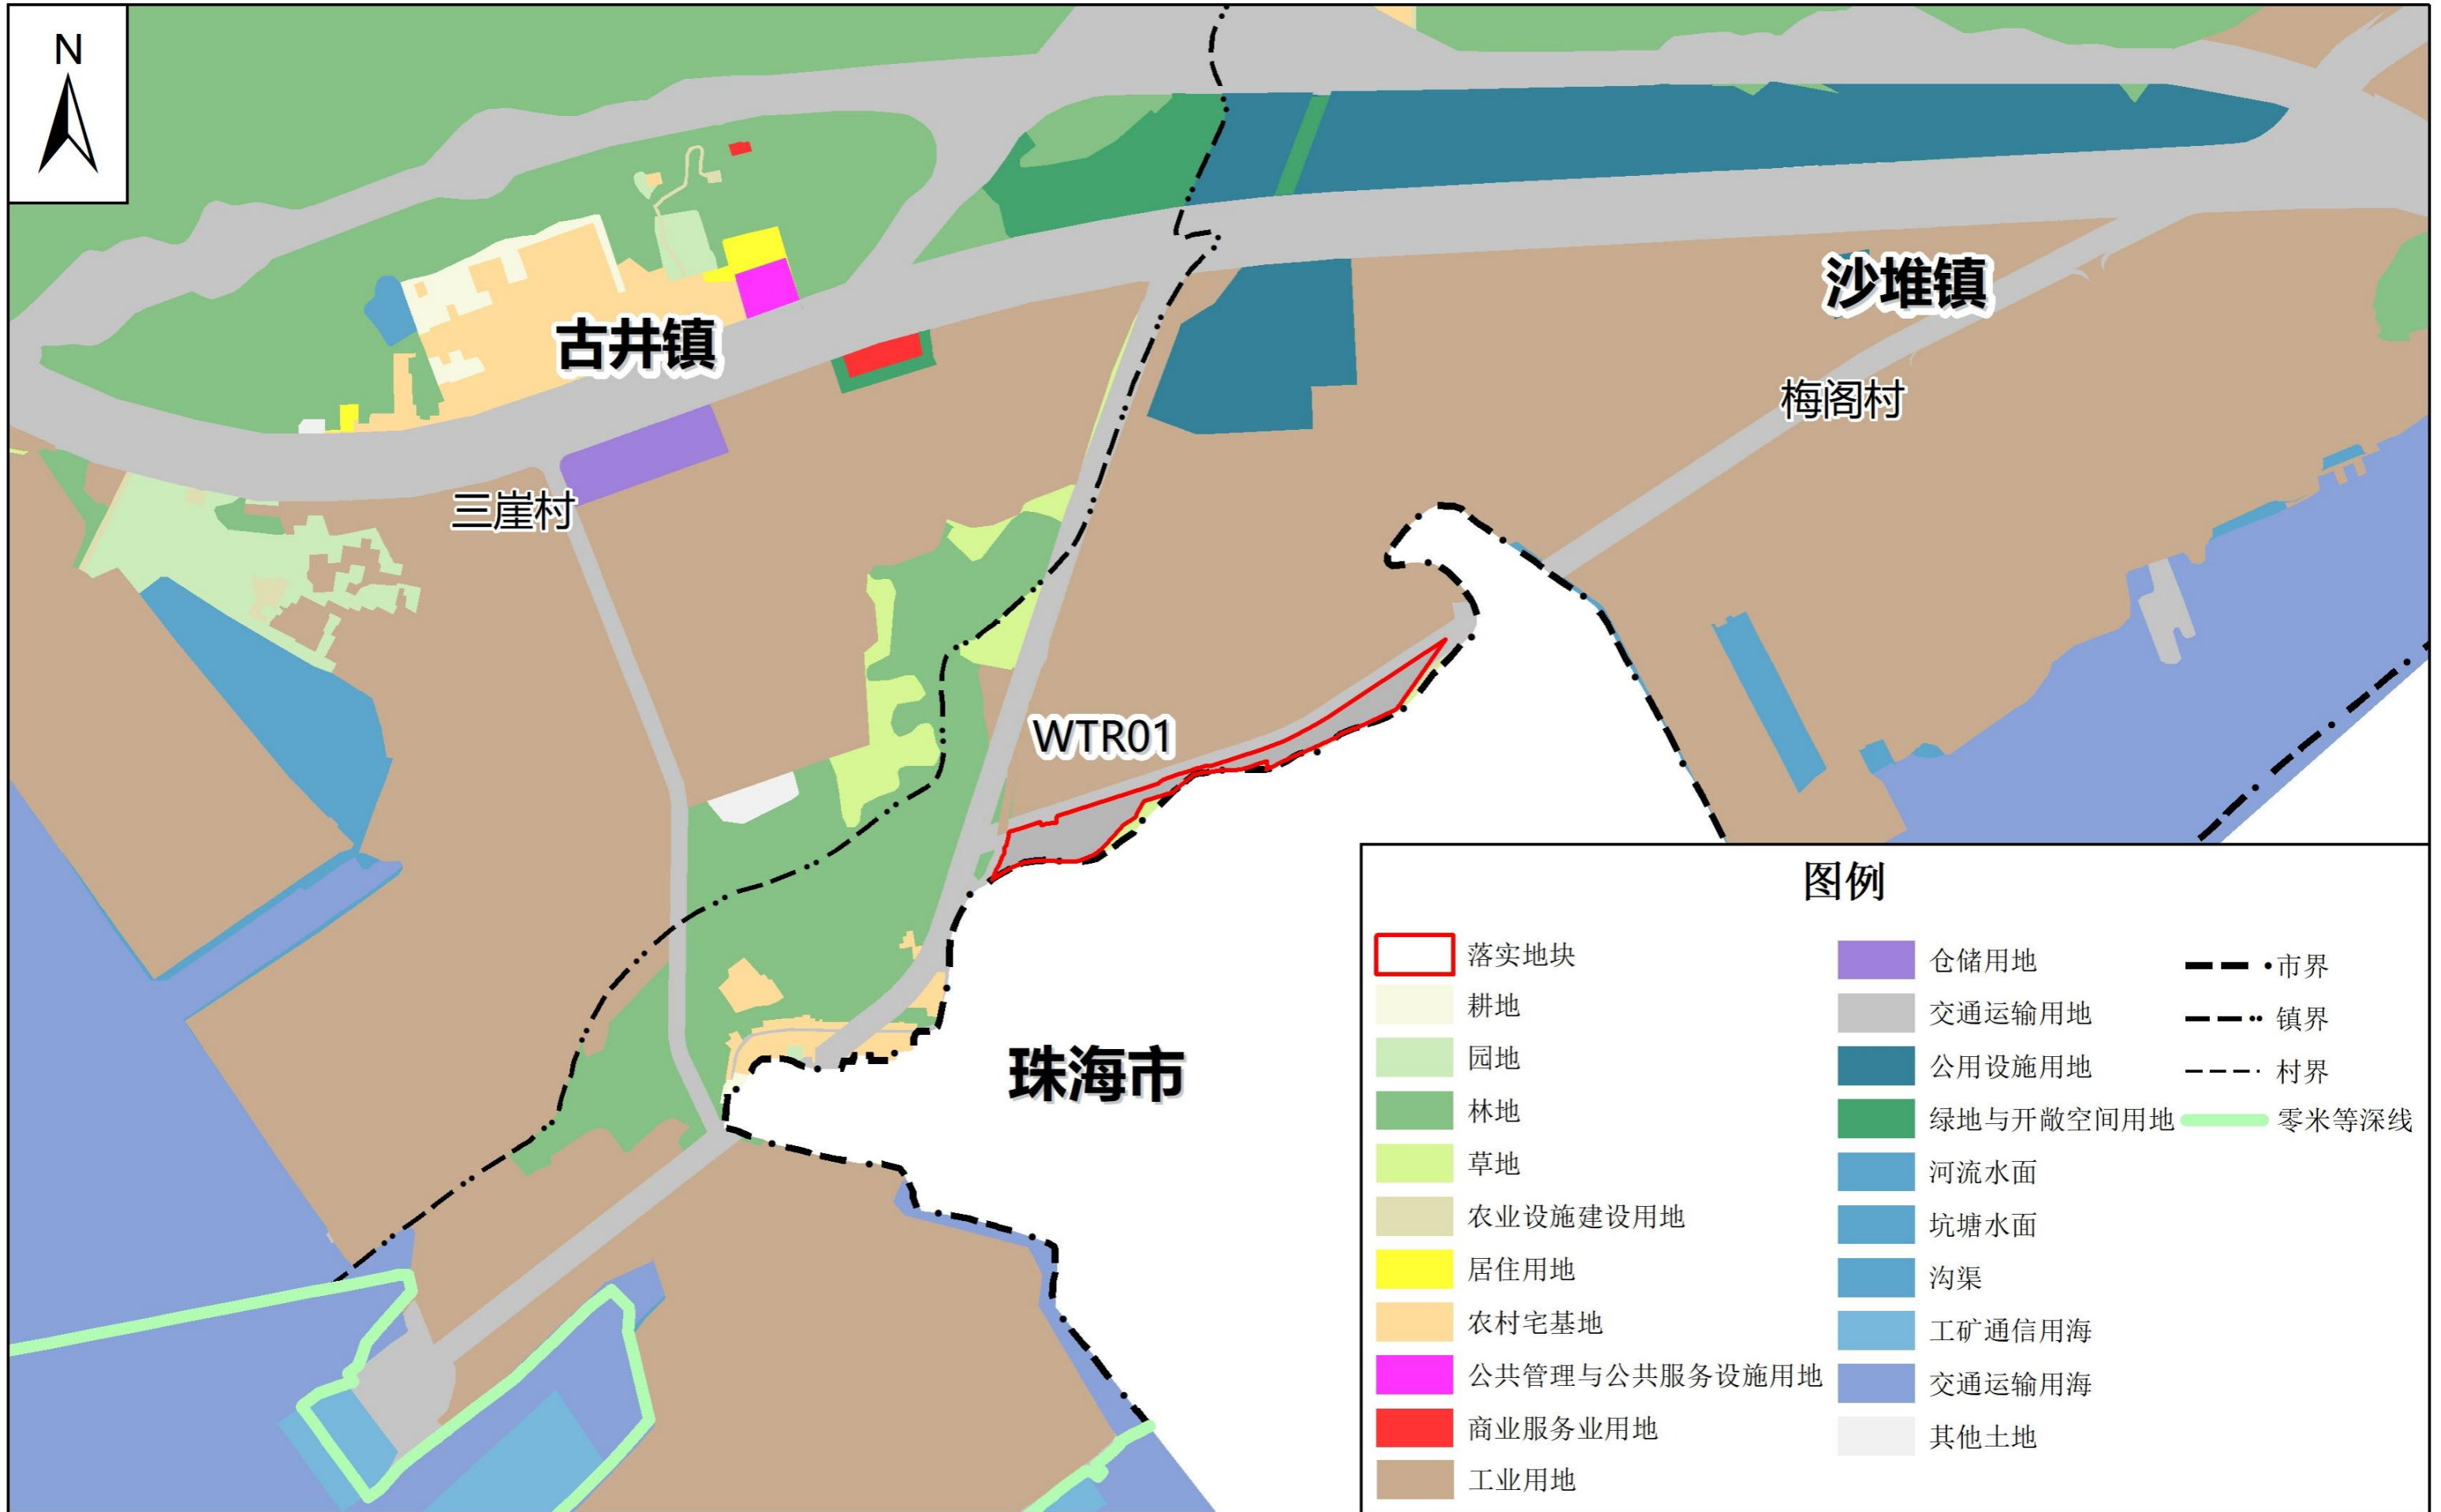 N
古井镇
沙堆镇
梅阁村
三崖村
WTR01
珠海市
图例
落实地块
耕地
园地
林地
草地
农业设施建设用地
居住用地
农村宅基地
公共管理与公共服务设施用地
商业服务业用地
工业用地
仓储用地
交通运输用地
公用设施用地
绿地与开敞空间用地
河流水面
坑塘水面
沟渠
工矿通信用海
交通运输用海
其他土地
市界
镇界
村界
零米等深线